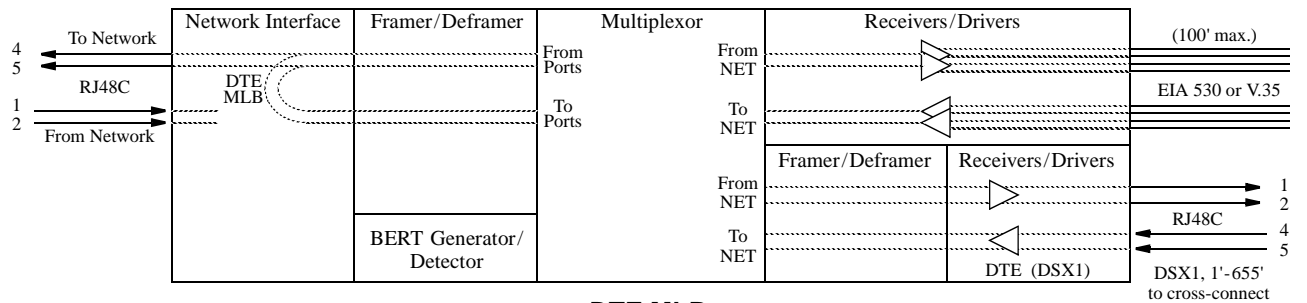 Network Interface
Framer/Deframer
Multiplexor
Receivers/Drivers
4
To Network
5
RJ48C
1
2
From Network
DTE
MLB
From
Ports
To
Ports
From
NET
To
NET
(100' max.)
EIA 530 or V.35
Framer/Deframer
Receivers/Drivers
From
NET
To
NET
1
2
RJ48C
4
5
BERT Generator/
Detector
DTE (DSX1)
DSX1, 1'-655'
to cross-connect